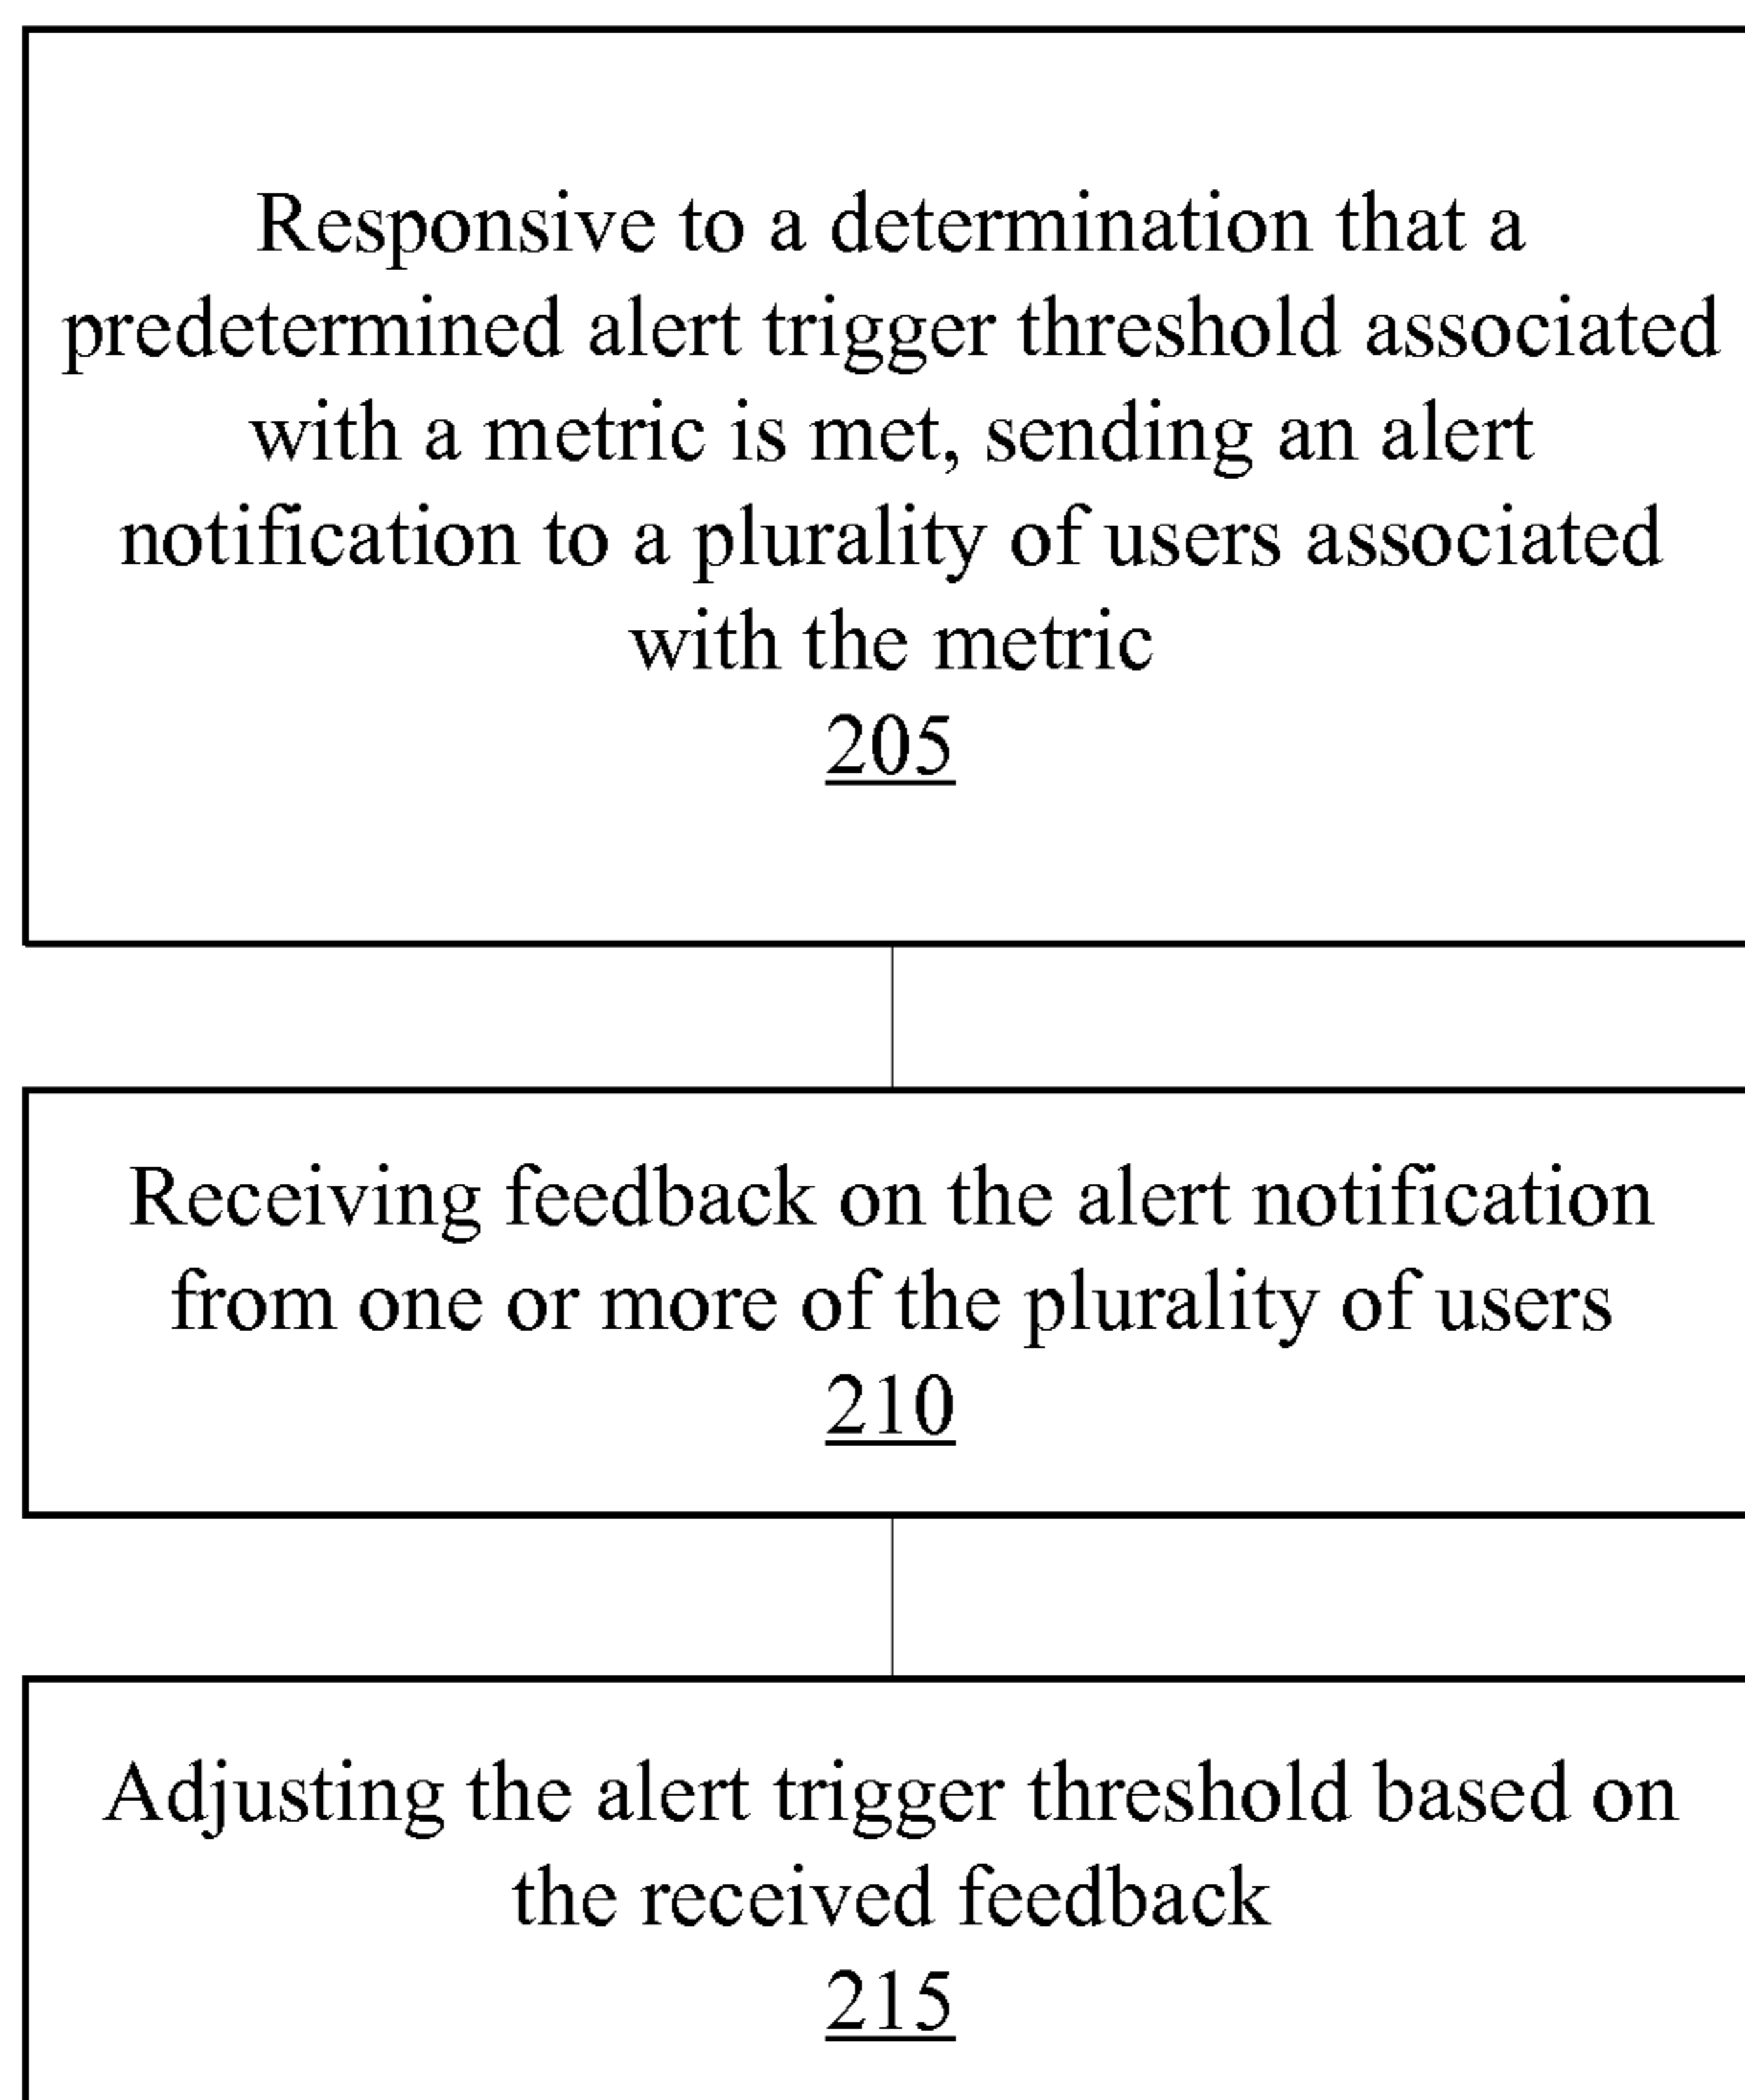 Responsive to a determination that a
predetermined alert trigger threshold associated
with a metric is met, sending an alert
notification to a plurality of users associated
with the metric
205
Receiving feedback on the alert notification
from one or more of the plurality of users
210
Adjusting the alert trigger threshold based on
the received feedback
215